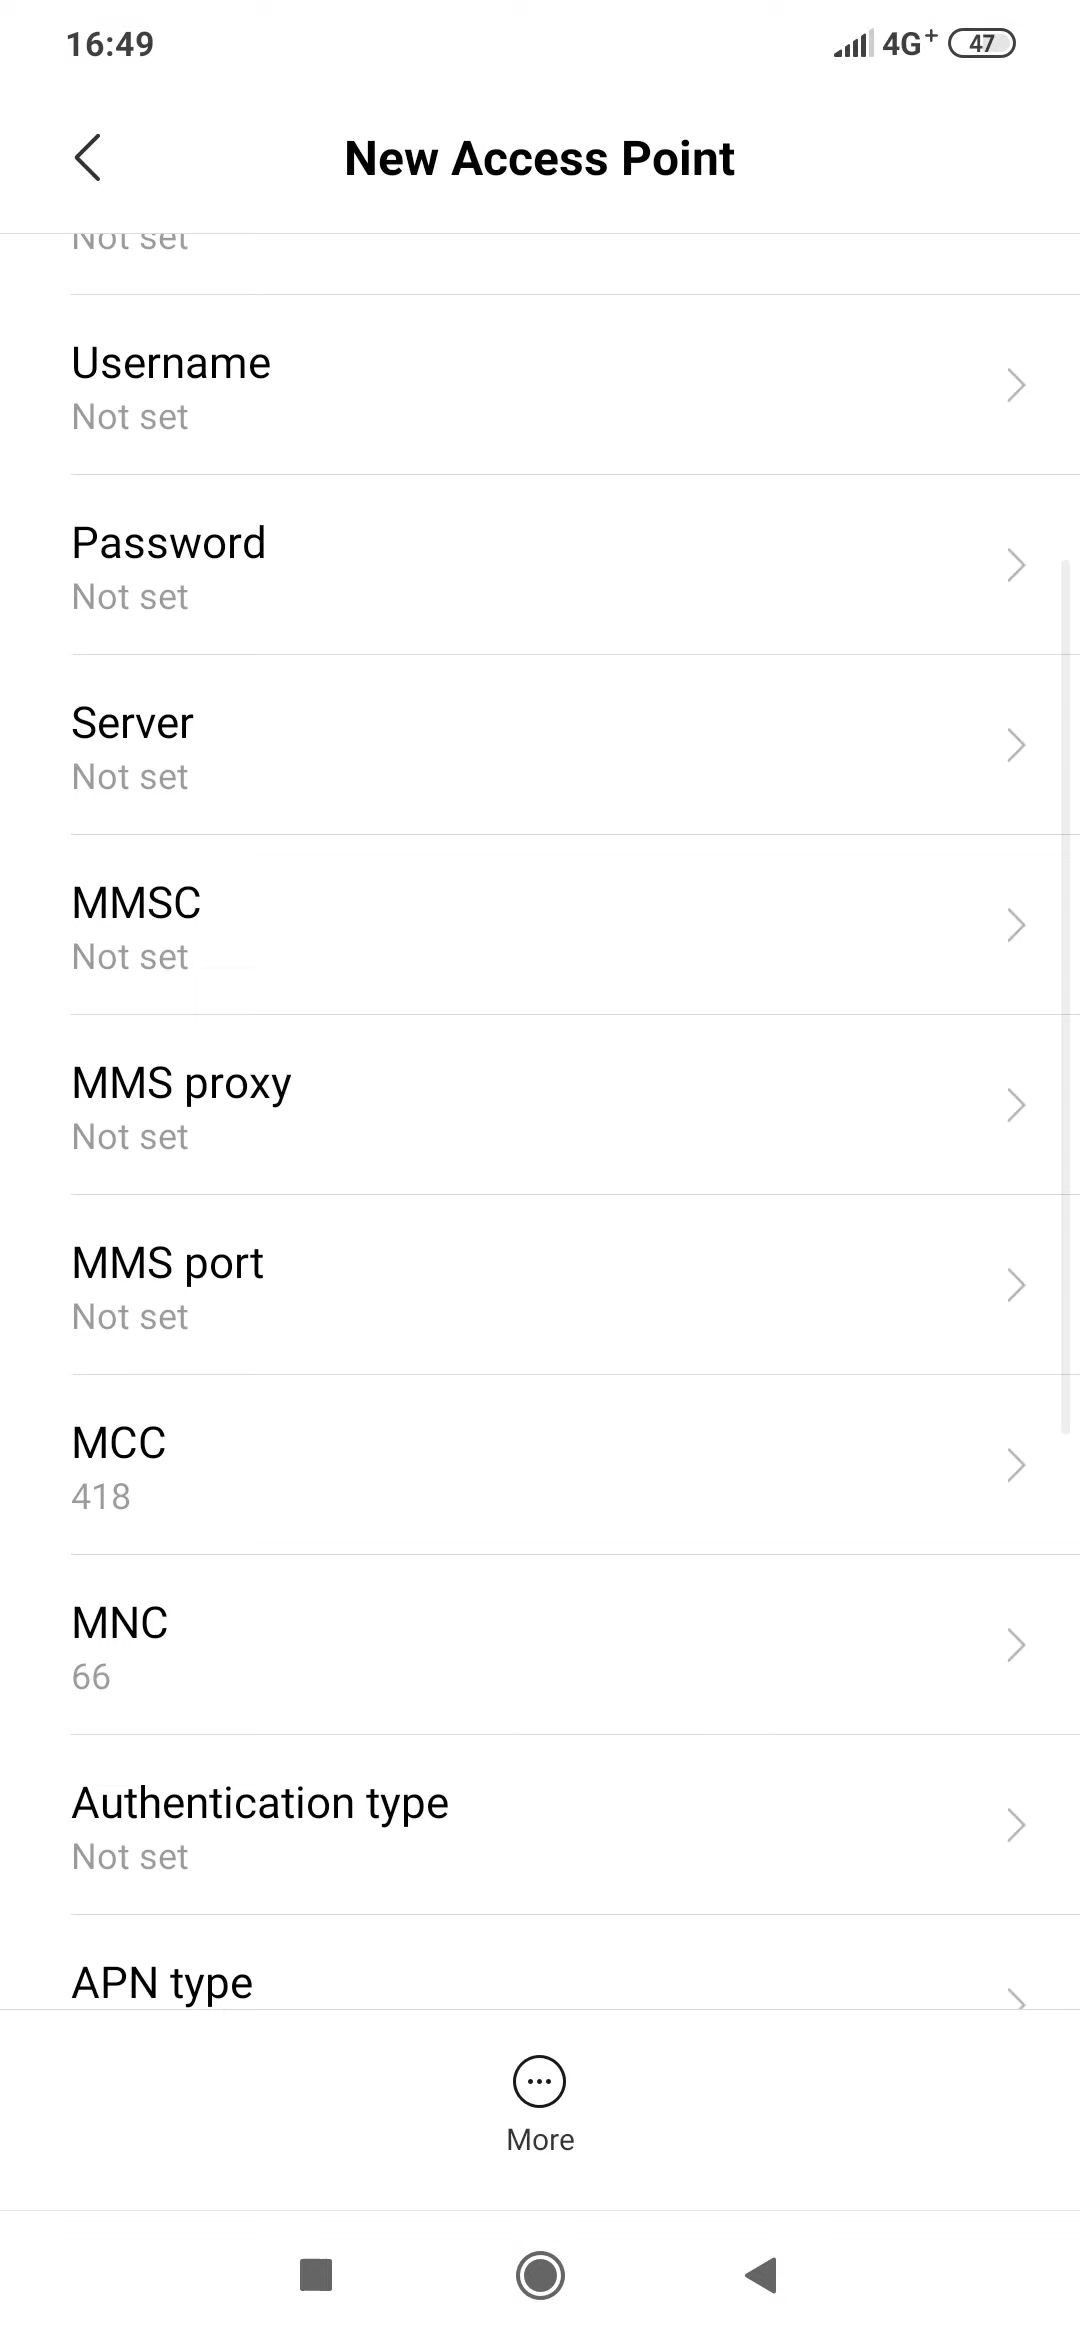 16:49
4G+ 47
New Access Point
Not set
Username
Not set
Password
Not set
Server
Not set
MMSC
Not set
MMS proxy
Not set
MMS port
Not set
MCC
418
MNC
66
Authentication type
Not set
APN type
More